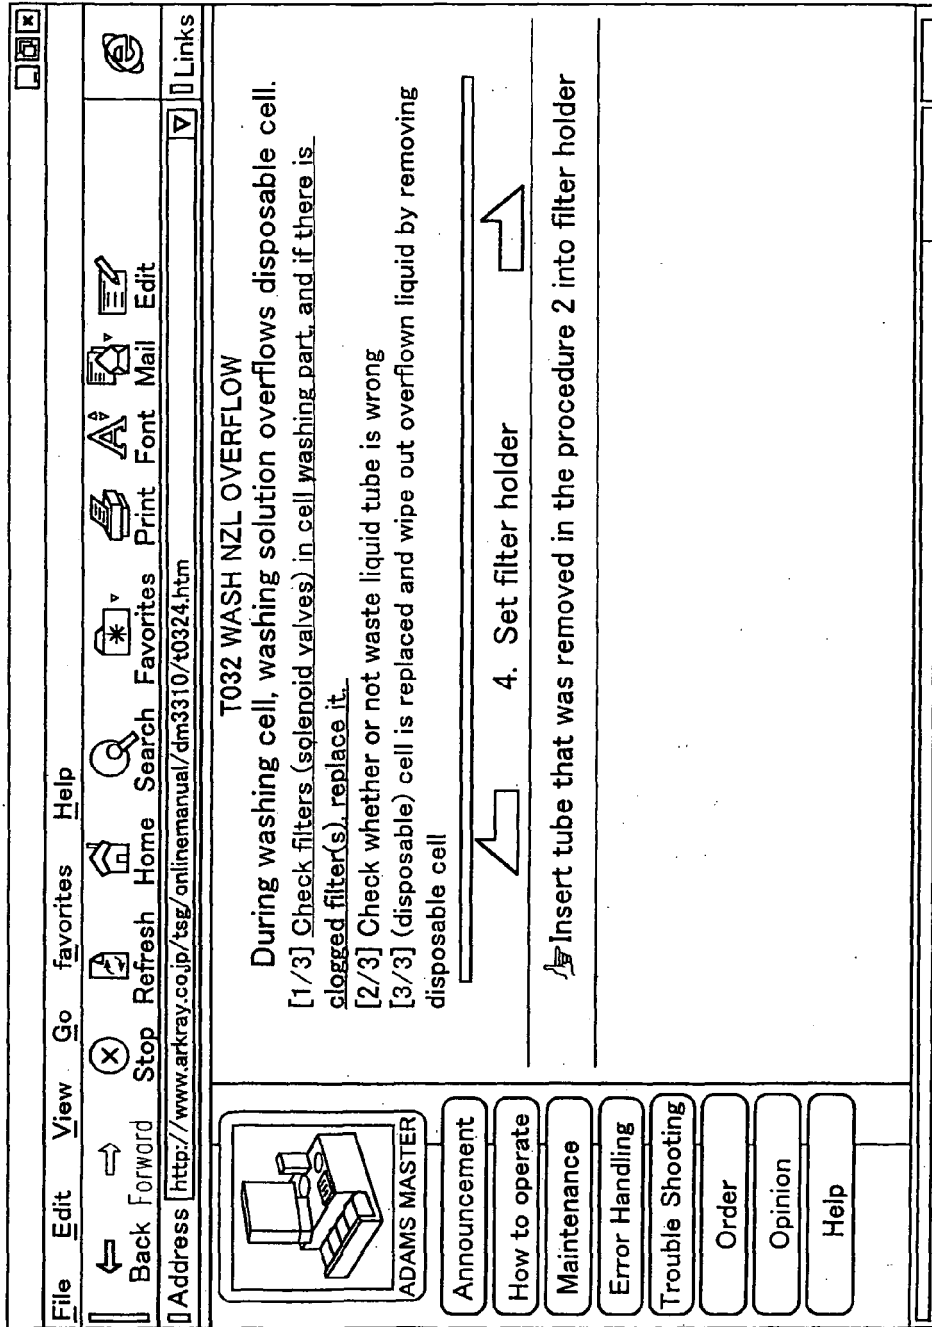 File Edit View Go favorites Help
Back Forword Stop Refresh Home Search Favorites Print Font Mail Edit
Address http://www.arkray.co.jp/tsg/onlinemanual/dm3310/t0324.htm Links
ADAMS MASTER
Announcement
How to operate
Maintenance
Error Handling
Trouble Shooting
Order
Opinion
Help
T032 WASH NZL OVERFLOW
During washing cell, washing solution overflows disposable cell.
[1/3] Check filters (solenoid valves) in cell washing part, and if there is
clogged filter(s), replace it.
[2/3] Check whether or not waste liquid tube is wrong
[3/3] (disposable) cell is replaced and wipe out overflown liquid by removing
disposable cell
4. Set filter holder
Insert tube that was removed in the procedure 2 into filter holder